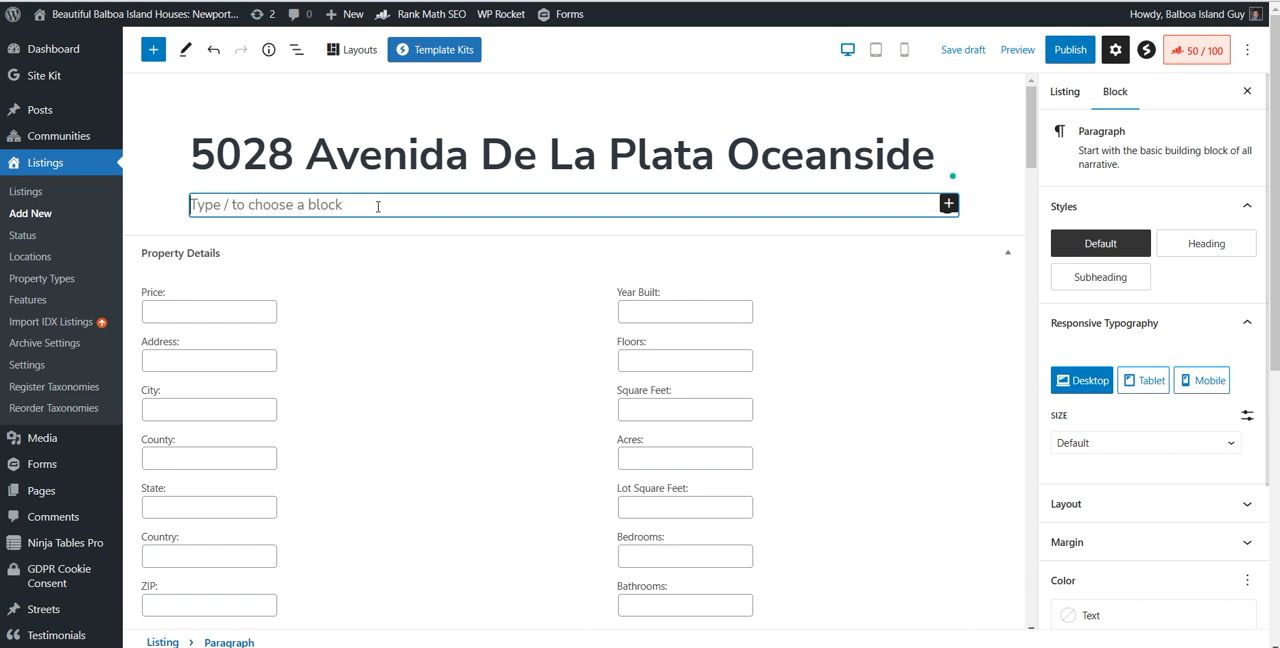 Beautiful Balboa Island Houses: Newport... 2 0 New Rank Math SEO WP Rocket Forms Howdy, Balboa Island Guy
Dashboard
Site Kit
Posts
Communities
Listings
Listings
Add New
Status
Locations
Property Types
Features
Import IDX Listings
Archive Settings
Settings
Register Taxonomies
Reorder Taxonomies
Media
Forms
Pages
Comments
Ninja Tables Pro
GDPR Cookie
Consent
Streets
Testimonials
Layouts Template Kits Save draft Preview Publish 50 / 100
5028 Avenida De La Plata Oceanside
Type / to choose a block
Property Details
Price:
Address:
City:
County:
State:
Country:
ZIP:
Year Built:
Floors:
Square Feet:
Acres:
Lot Square Feet:
Bedrooms:
Bathrooms:
Listing Paragraph
Listing Block
Paragraph
Start with the basic building block of all
narrative.
Styles
Default Heading
Subheading
Responsive Typography
Desktop Tablet Mobile
SIZE
Default
Layout
Margin
Color
Text